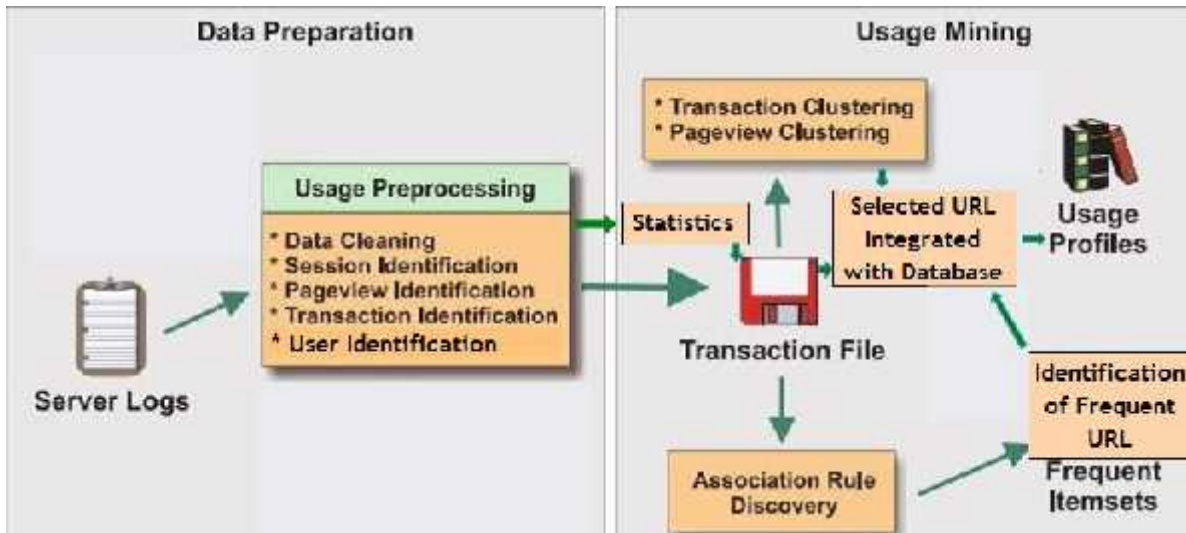 Data Preparation
Server Logs
Usage Preprocessing
* Data Cleaning
* Session Identification
* Pageview Identification
* Transaction Identification
* User Identification
Usage Mining
* Transaction Clustering
* Pageview Clustering
Statistics
Transaction File
Selected URL
Integrated
with Database
Usage
Profiles
Association Rule
Discovery
Identification
of Frequent
URL
Frequent
Itemsets